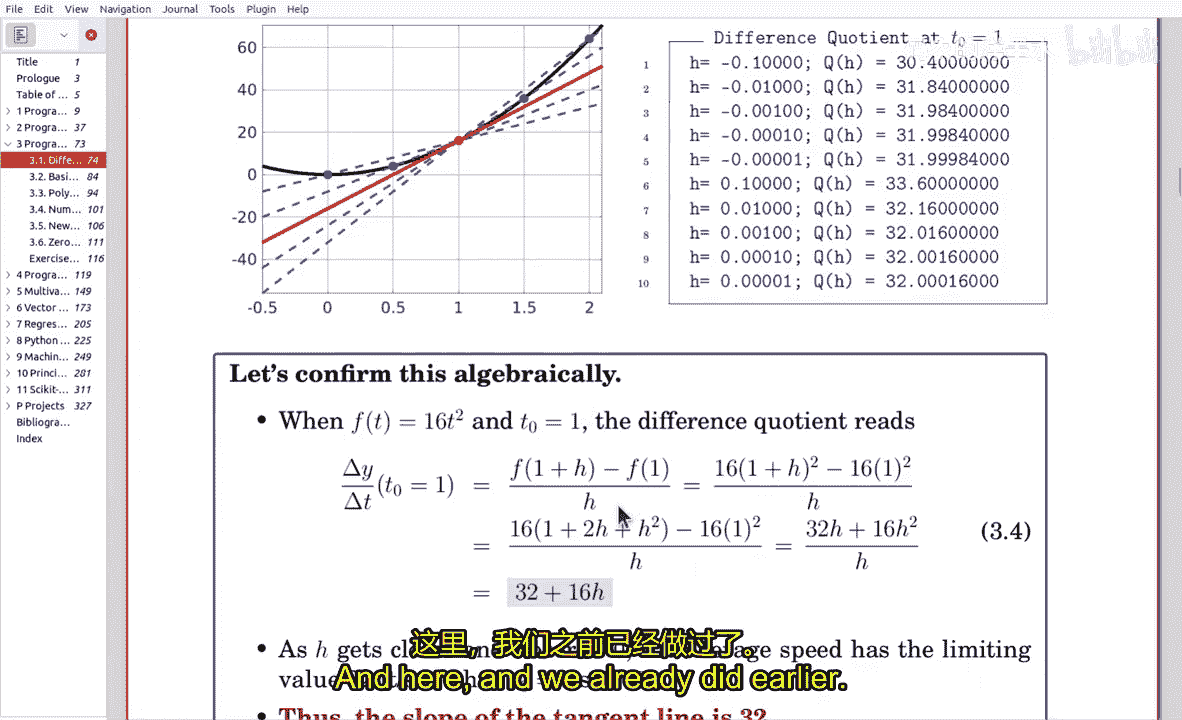 File Edit View Navigation Journal Tools Plugin Help
Title 1
Prologue 3
Table of ... 5
1 Progra... 9
2 Progra... 37
3 Progra... 73
3.1. Diffe... 74
3.2. Basi... 84
3.3. Poly... 94
3.4. Num... 101
3.5. New... 106
3.6. Zero... 111
Exercise... 116
4 Progra... 119
5 Multiva... 149
6 Vector ... 173
7 Regres... 205
8 Python ... 225
9 Machin... 249
10 Princi... 281
11 Scikit-... 311
P Projects 327
Bibliogra...
Index
60
40
20
0
-20
-40
-0.5 0 0.5 1 1.5 2
Difference Quotient at t₀ = 1
1 h= -0.10000; Q(h) = 30.40000000
2 h= -0.01000; Q(h) = 31.84000000
3 h= -0.00100; Q(h) = 31.98400000
4 h= -0.00010; Q(h) = 31.99840000
5 h= -0.00001; Q(h) = 31.99984000
6 h= 0.10000; Q(h) = 33.60000000
7 h= 0.01000; Q(h) = 32.16000000
8 h= 0.00100; Q(h) = 32.01600000
9 h= 0.00010; Q(h) = 32.00160000
10 h= 0.00001; Q(h) = 32.00016000
Let's confirm this algebraically.
• When f(t) = 16t² and t₀ = 1, the difference quotient reads
Δy/Δt (t₀ = 1) = (f(1 + h) − f(1))/h = (16(1 + h)² − 16(1)²)/h
= (16(1 + 2h + h²) − 16(1)²)/h = (32h + 16h²)/h (3.4)
= 32 + 16h
• As h gets age speed has the limiting
这里，我们之前已经做过了。
And here, and we already did earlier.
• Thus, the slope of the tangent line is 32